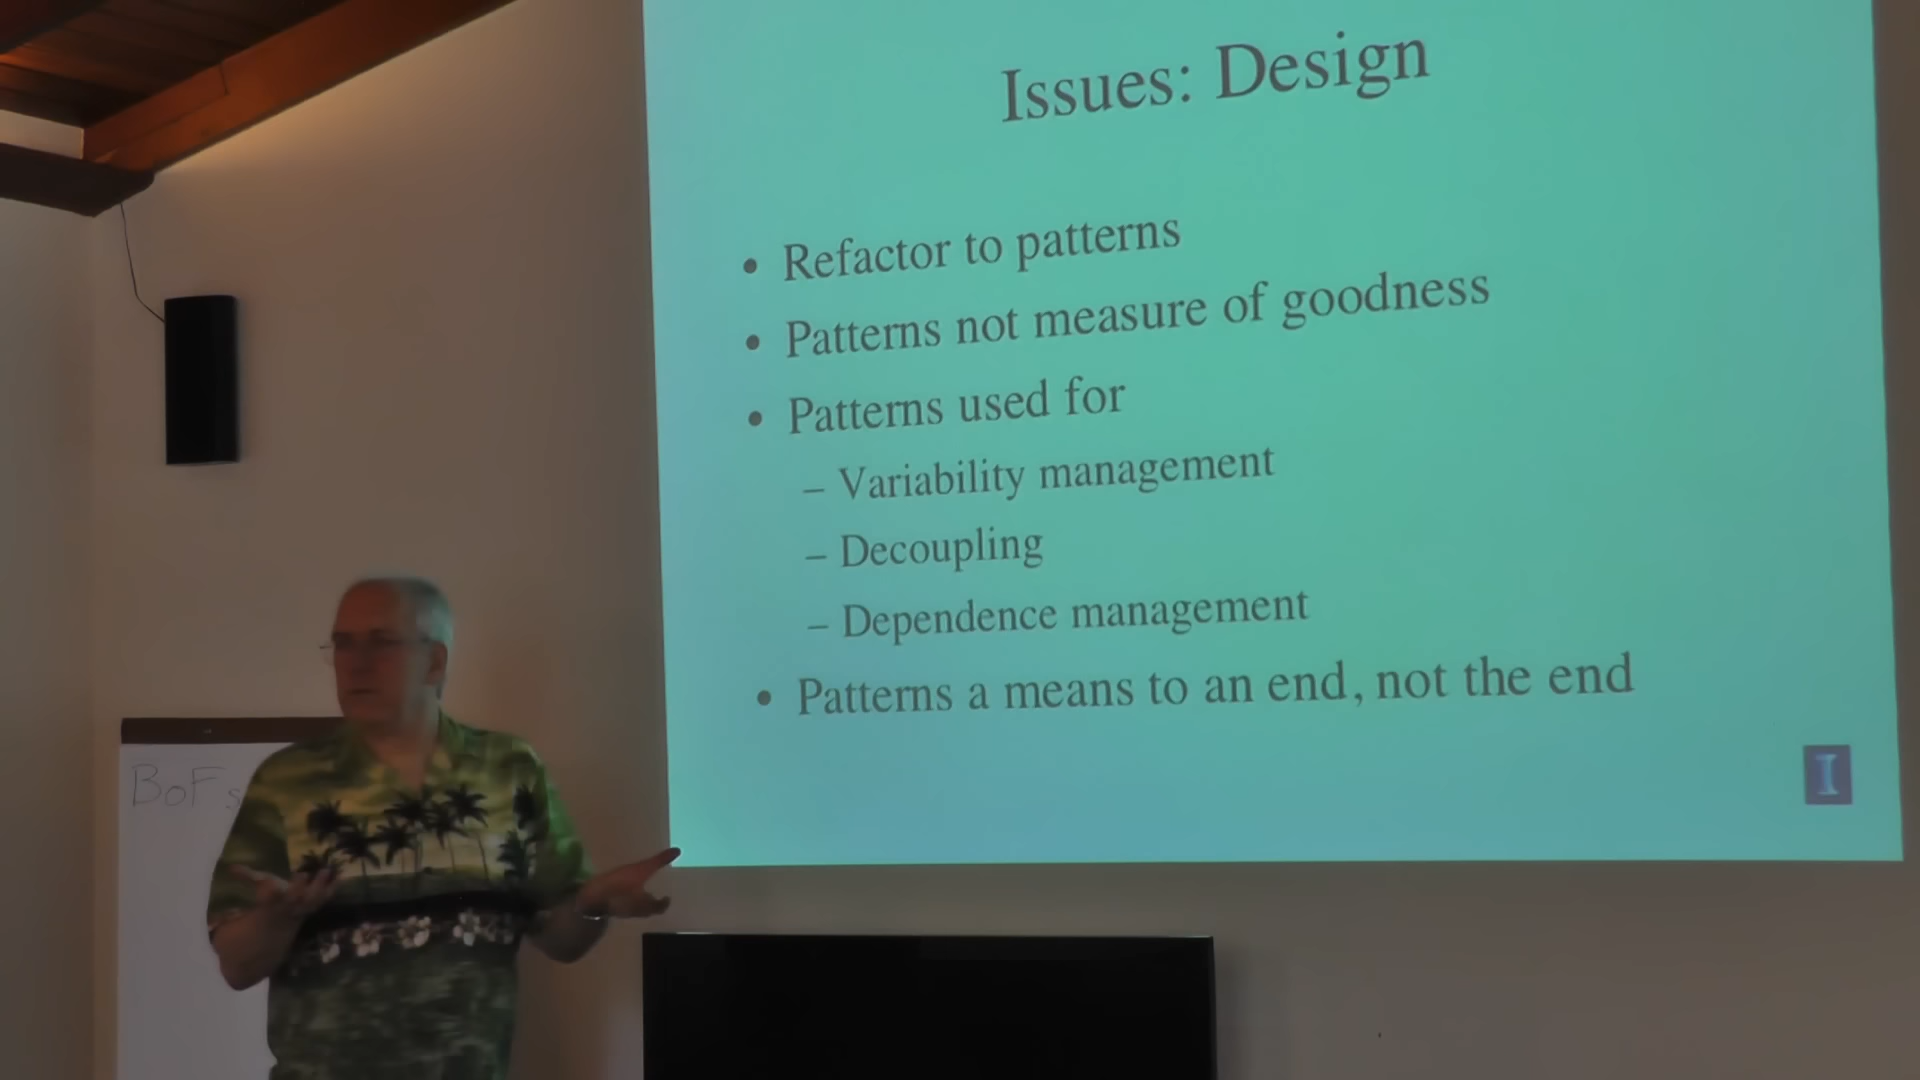 Issues: Design
• Refactor to patterns
• Patterns not measure of goodness
• Patterns used for
– Variability management
– Decoupling
– Dependence management
• Patterns a means to an end, not the end
I
BoFs